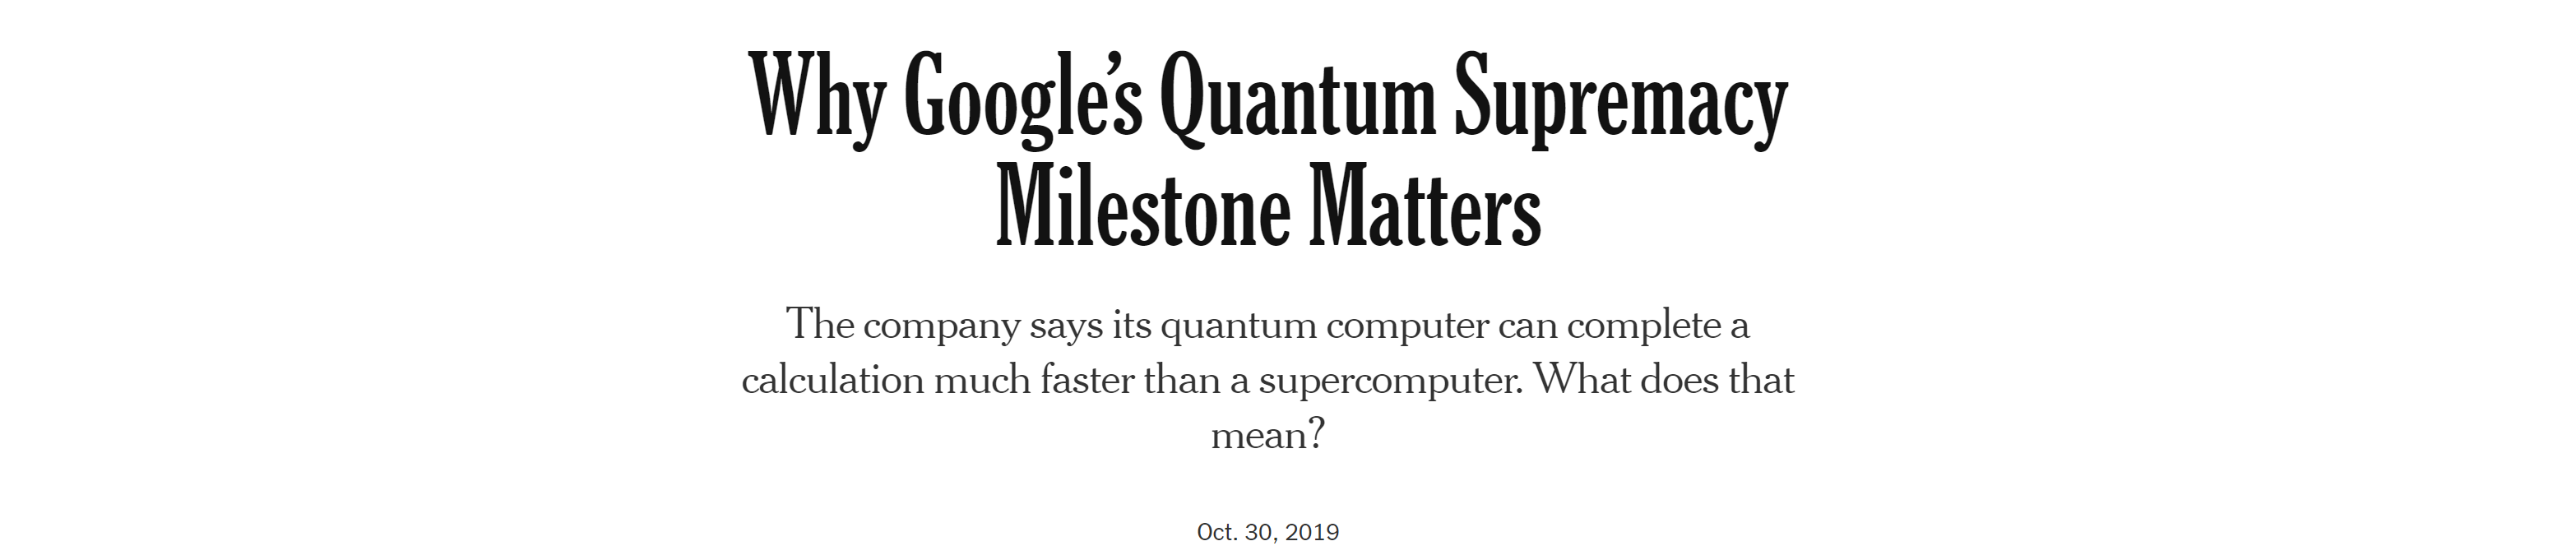 Why Google’s Quantum Supremacy
Milestone Matters
The company says its quantum computer can complete a
calculation much faster than a supercomputer. What does that
mean?
Oct. 30, 2019